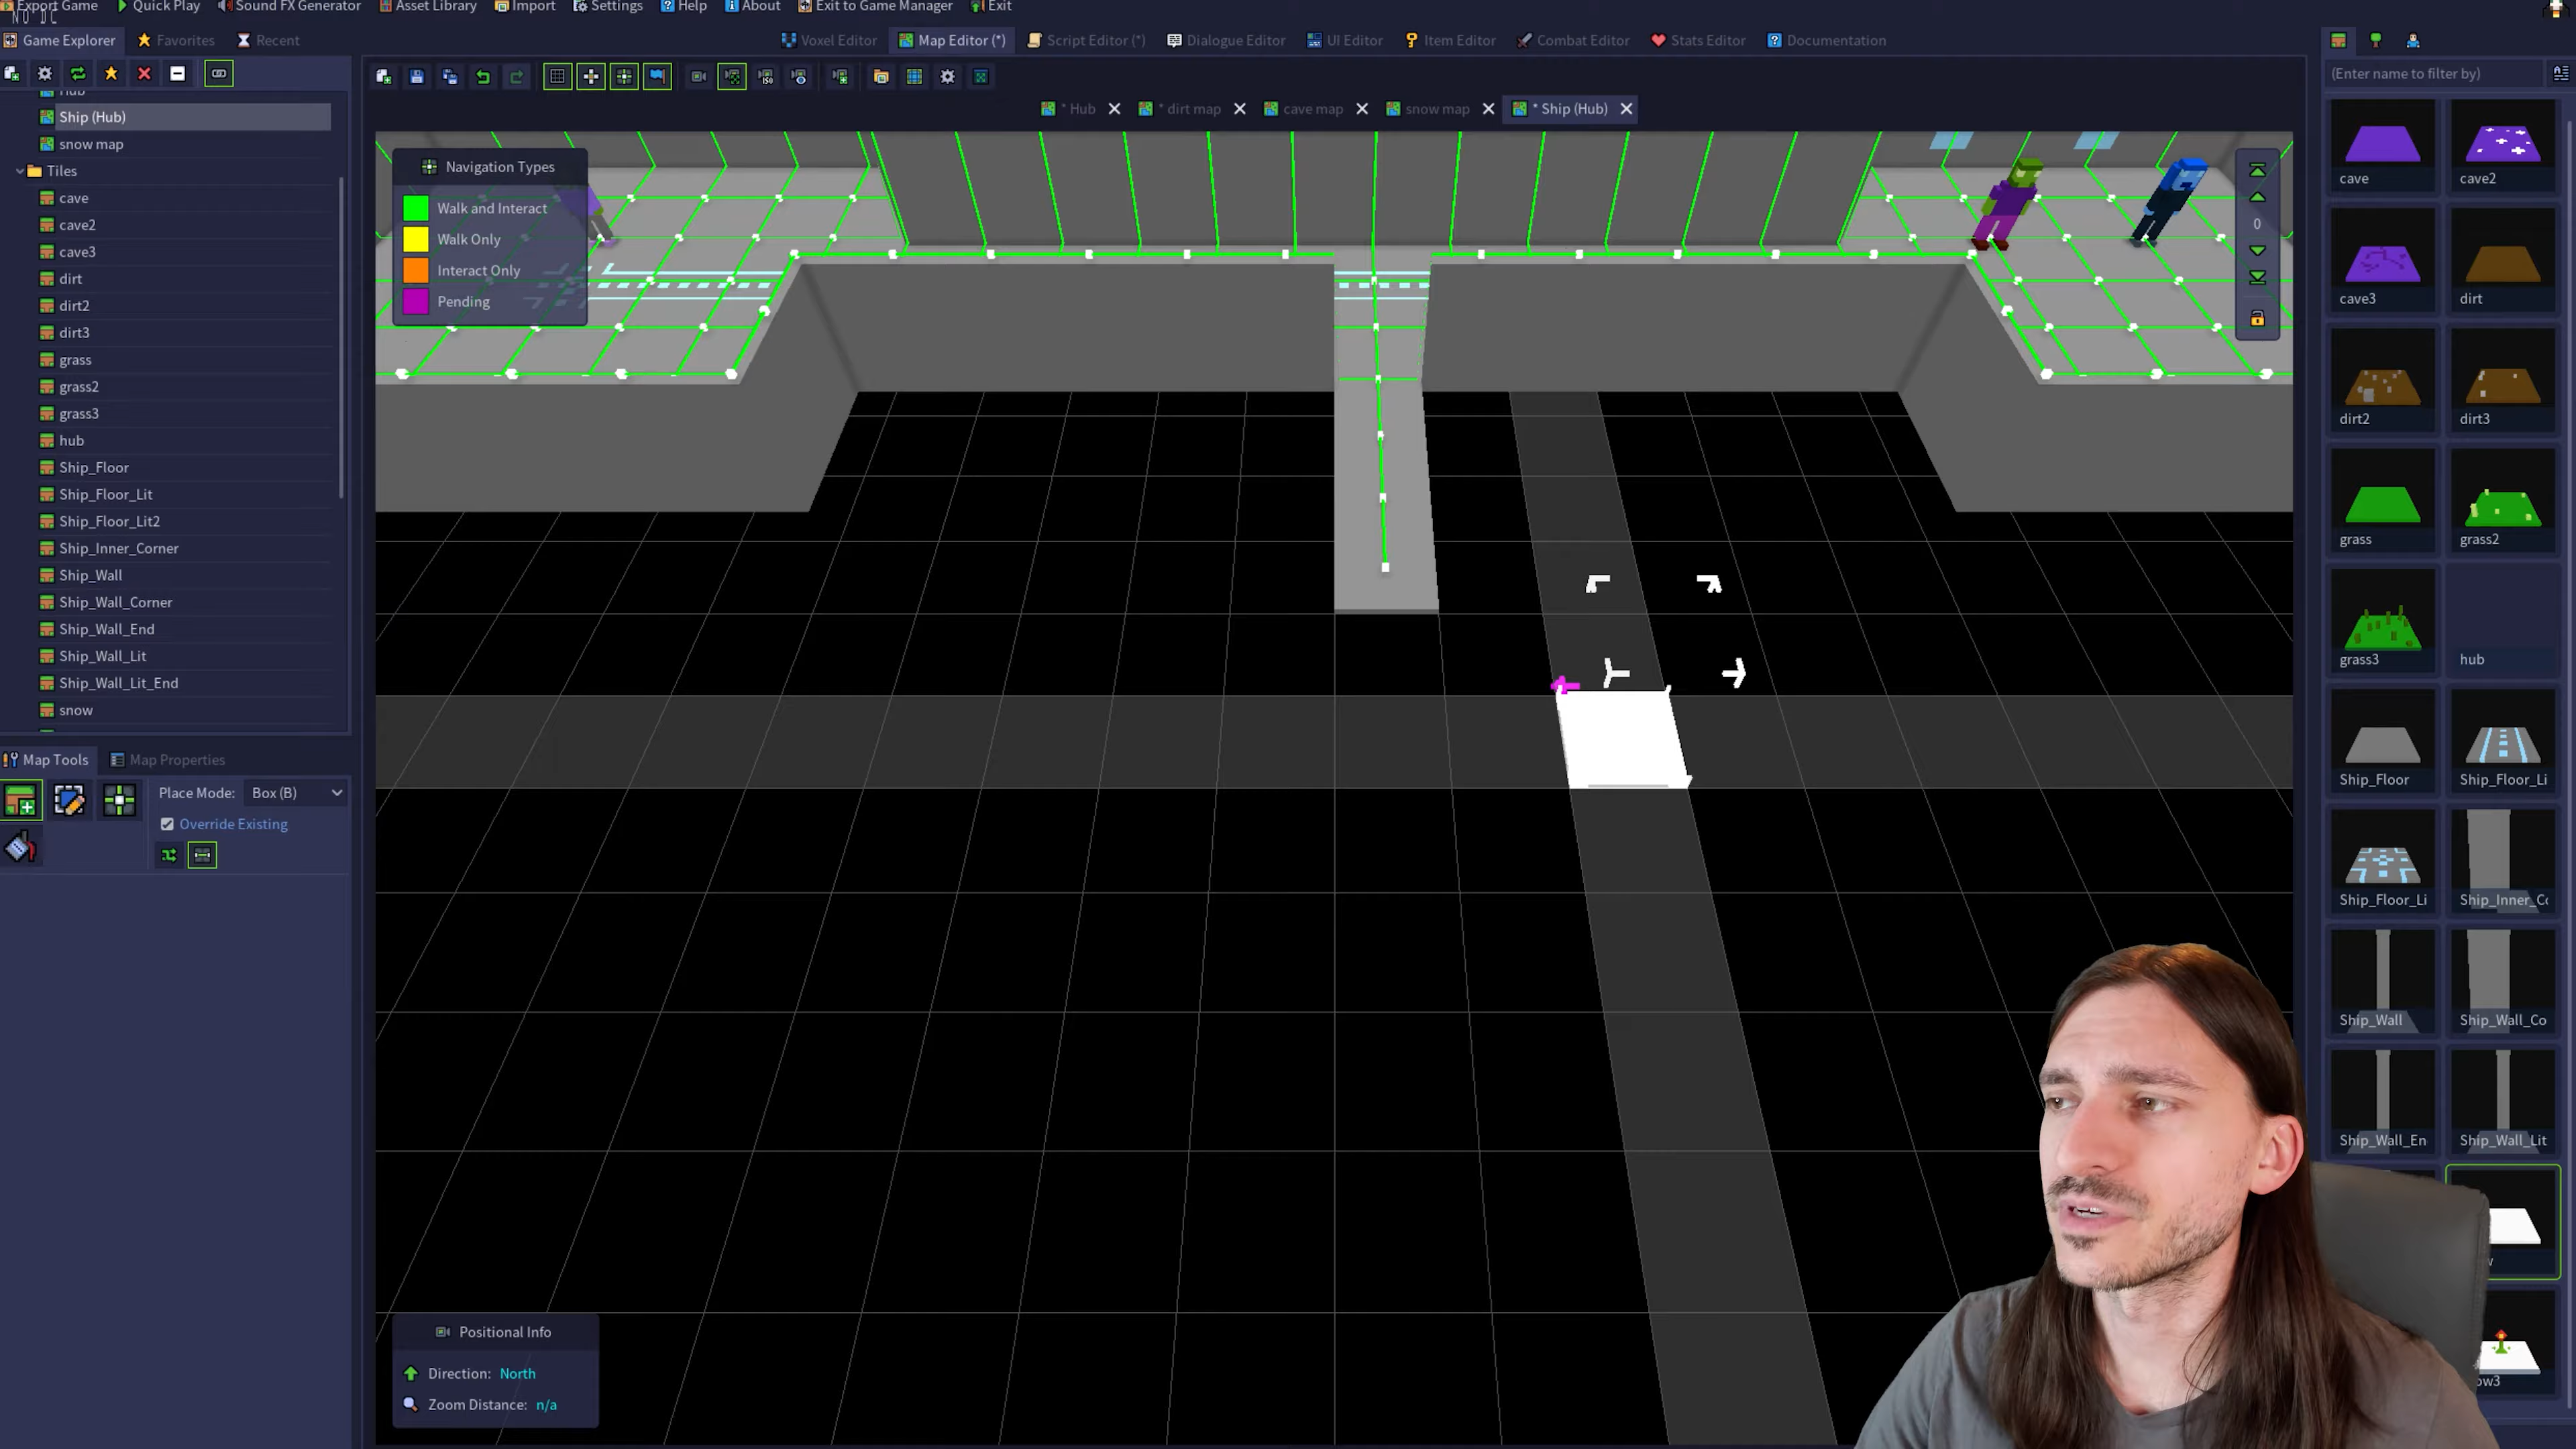 Export Game Quick Play Sound FX Generator Asset Library Import Settings Help About Exit to Game Manager Exit
Game Explorer Favorites Recent
Voxel Editor Map Editor (*) Script Editor (*) Dialogue Editor UI Editor Item Editor Combat Editor Stats Editor Documentation
(Enter name to filter by)
* Hub * dirt map cave map snow map * Ship (Hub)
Hub
Ship (Hub)
snow map
Tiles
cave
cave2
cave3
dirt
dirt2
dirt3
grass
grass2
grass3
hub
Ship_Floor
Ship_Floor_Lit
Ship_Floor_Lit2
Ship_Inner_Corner
Ship_Wall
Ship_Wall_Corner
Ship_Wall_End
Ship_Wall_Lit
Ship_Wall_Lit_End
snow
Map Tools Map Properties
Place Mode: Box (B)
Override Existing
Navigation Types
Walk and Interact
Walk Only
Interact Only
Pending
0
Positional Info
Direction: North
Zoom Distance: n/a
cave cave2
cave3 dirt
dirt2 dirt3
grass grass2
grass3 hub
Ship_Floor Ship_Floor_Li
Ship_Floor_Li Ship_Inner_Co
Ship_Wall Ship_Wall_Co
Ship_Wall_En Ship_Wall_Lit
w
ow3